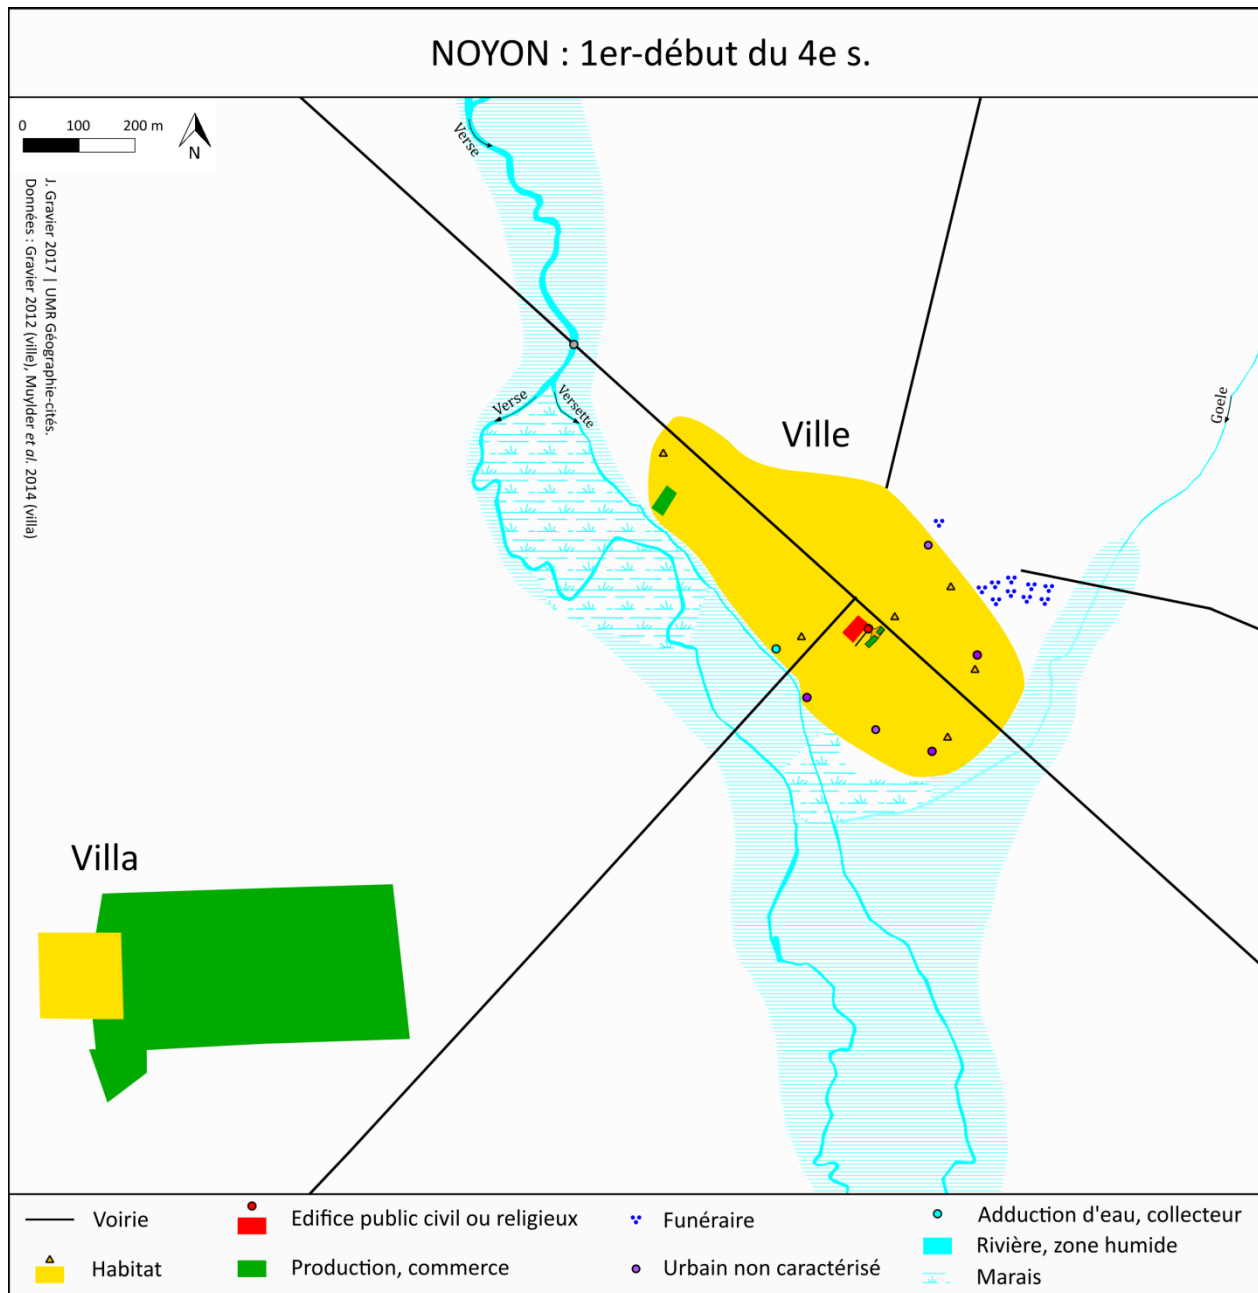 NOYON : 1er-début du 4e s.
0 100 200 m
N
J. Gravier 2017 | UMR Géographie-cités.
Données : Gravier 2012 (ville), Muylder et al. 2014 (villa)
Verse
Verse
Versette
Ville
Goele
Villa
Voirie
Habitat
Edifice public civil ou religieux
Production, commerce
Funéraire
Urbain non caractérisé
Adduction d'eau, collecteur
Rivière, zone humide
Marais